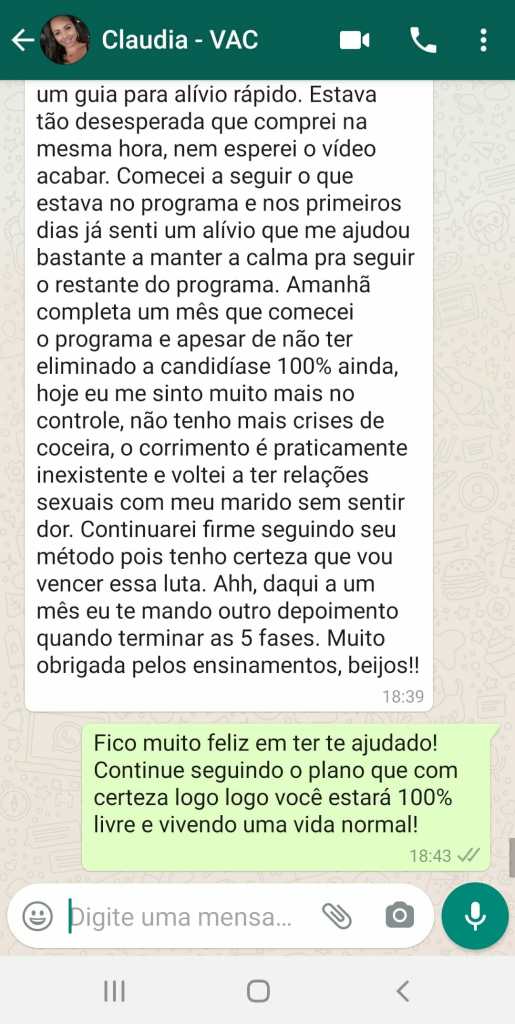 Claudia - VAC
um guia para alívio rápido. Estava
tão desesperada que comprei na
mesma hora, nem esperei o vídeo
acabar. Comecei a seguir o que
estava no programa e nos primeiros
dias já senti um alívio que me ajudou
bastante a manter a calma pra seguir
o restante do programa. Amanhã
completa um mês que comecei
o programa e apesar de não ter
eliminado a candidíase 100% ainda,
hoje eu me sinto muito mais no
controle, não tenho mais crises de
coceira, o corrimento é praticamente
inexistente e voltei a ter relações
sexuais com meu marido sem sentir
dor. Continuarei firme seguindo seu
método pois tenho certeza que vou
vencer essa luta. Ahh, daqui a um
mês eu te mando outro depoimento
quando terminar as 5 fases. Muito
obrigada pelos ensinamentos, beijos!!
18:39
Fico muito feliz em ter te ajudado!
Continue seguindo o plano que com
certeza logo logo você estará 100%
livre e vivendo uma vida normal!
18:43
Digite uma mensa...